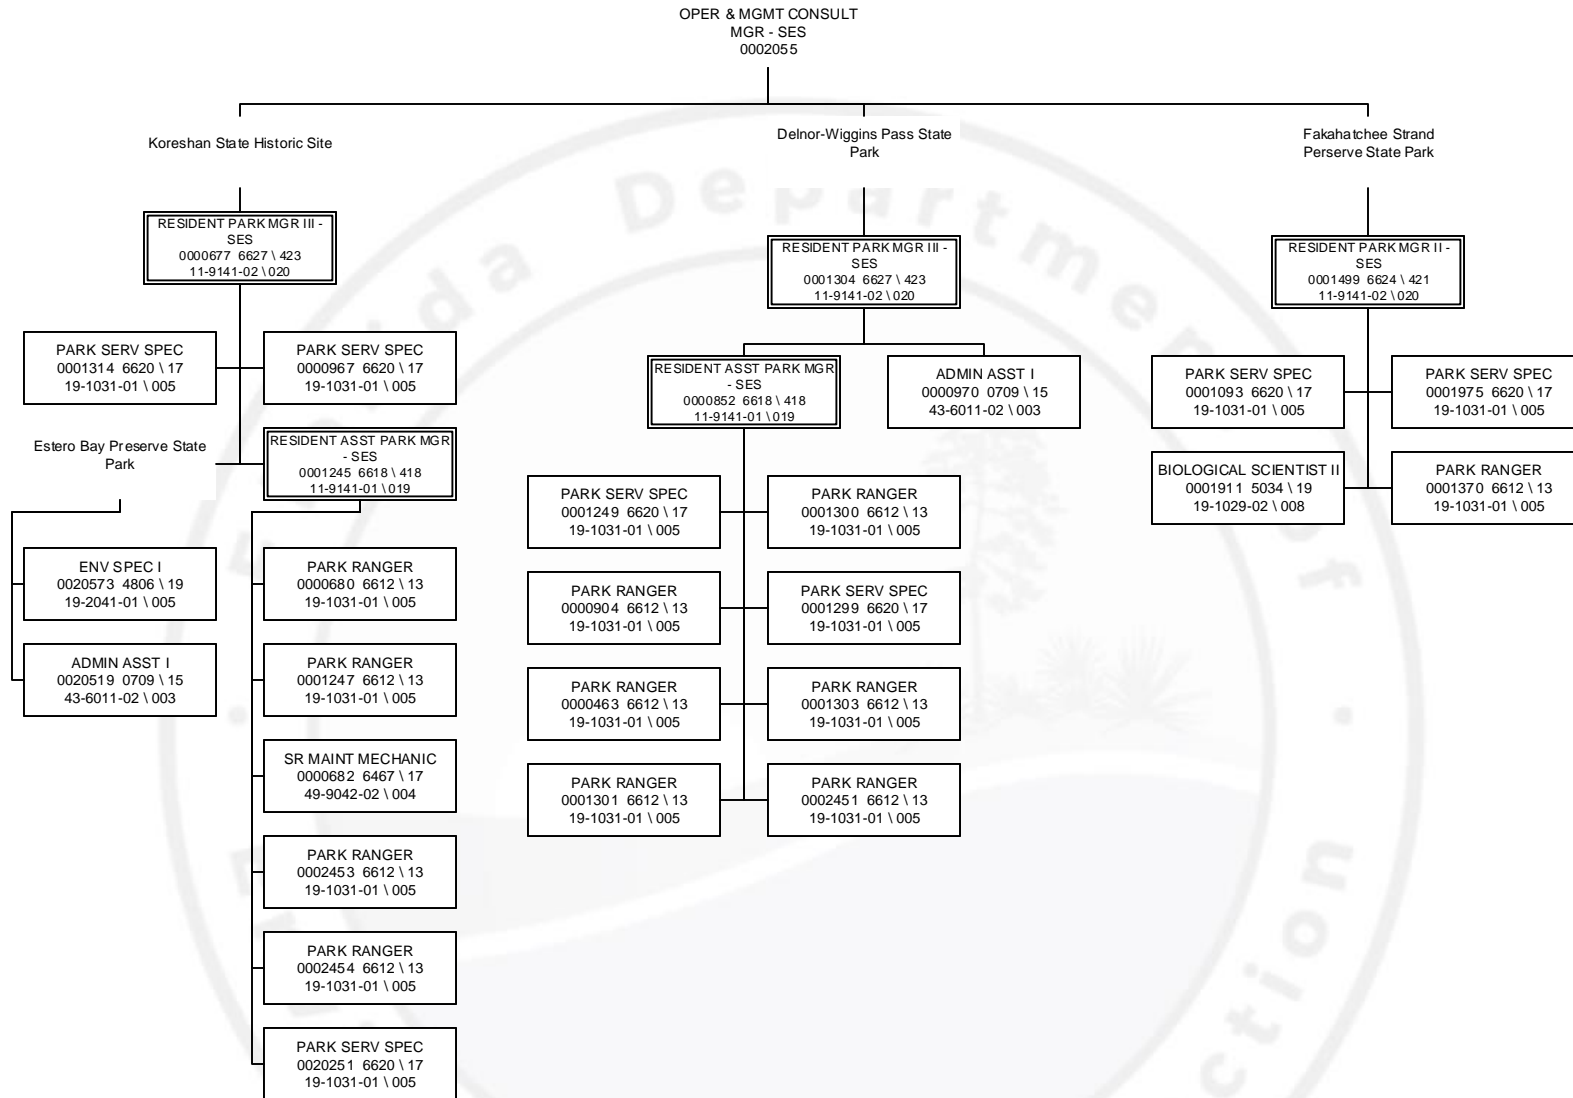 OPER & MGMT CONSULT
MGR - SES
0002055
Koreshan State Historic Site
Delnor-Wiggins Pass State
Park
Fakahatchee Strand
Perserve State Park
RESIDENT PARK MGR III -
SES
0000677 6627 \ 423
11-9141-02 \ 020
RESIDENT PARK MGR III -
SES
0001304 6627 \ 423
11-9141-02 \ 020
RESIDENT PARK MGR II -
SES
0001499 6624 \ 421
11-9141-02 \ 020
PARK SERV SPEC
0001314 6620 \ 17
19-1031-01 \ 005
PARK SERV SPEC
0000967 6620 \ 17
19-1031-01 \ 005
Estero Bay Preserve State
Park
RESIDENT ASST PARK MGR
- SES
0001245 6618 \ 418
11-9141-01 \ 019
ENV SPEC I
0020573 4806 \ 19
19-2041-01 \ 005
ADMIN ASST I
0020519 0709 \ 15
43-6011-02 \ 003
PARK RANGER
0000680 6612 \ 13
19-1031-01 \ 005
PARK RANGER
0001247 6612 \ 13
19-1031-01 \ 005
SR MAINT MECHANIC
0000682 6467 \ 17
49-9042-02 \ 004
PARK RANGER
0002453 6612 \ 13
19-1031-01 \ 005
PARK RANGER
0002454 6612 \ 13
19-1031-01 \ 005
PARK SERV SPEC
0020251 6620 \ 17
19-1031-01 \ 005
RESIDENT ASST PARK MGR
- SES
0000852 6618 \ 418
11-9141-01 \ 019
ADMIN ASST I
0000970 0709 \ 15
43-6011-02 \ 003
PARK SERV SPEC
0001249 6620 \ 17
19-1031-01 \ 005
PARK RANGER
0001300 6612 \ 13
19-1031-01 \ 005
PARK RANGER
0000904 6612 \ 13
19-1031-01 \ 005
PARK SERV SPEC
0001299 6620 \ 17
19-1031-01 \ 005
PARK RANGER
0000463 6612 \ 13
19-1031-01 \ 005
PARK RANGER
0001303 6612 \ 13
19-1031-01 \ 005
PARK RANGER
0001301 6612 \ 13
19-1031-01 \ 005
PARK RANGER
0002451 6612 \ 13
19-1031-01 \ 005
PARK SERV SPEC
0001093 6620 \ 17
19-1031-01 \ 005
PARK SERV SPEC
0001975 6620 \ 17
19-1031-01 \ 005
BIOLOGICAL SCIENTIST II
0001911 5034 \ 19
19-1029-02 \ 008
PARK RANGER
0001370 6612 \ 13
19-1031-01 \ 005
Department of